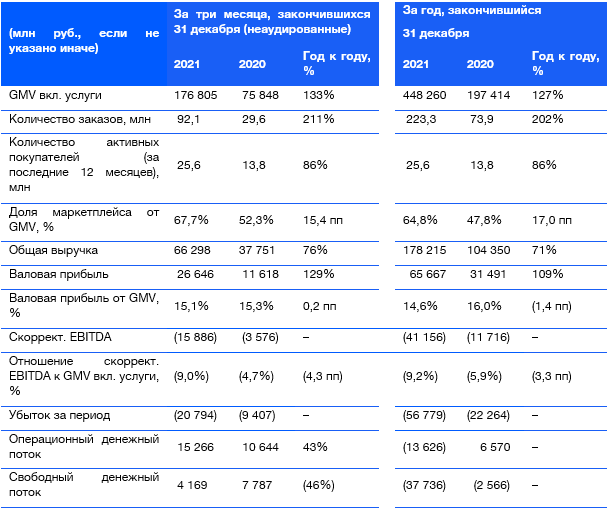 (млн руб., если не указано иначе) За три месяца, закончившихся 31 декабря (неаудированные) За год, закончившийся 31 декабря
2021 2020 Год к году, % 2021 2020 Год к году, %
GMV вкл. услуги 176 805 75 848 133% 448 260 197 414 127%
Количество заказов, млн 92,1 29,6 211% 223,3 73,9 202%
Количество активных покупателей (за последние 12 месяцев), млн 25,6 13,8 86% 25,6 13,8 86%
Доля маркетплейса от GMV, % 67,7% 52,3% 15,4 пп 64,8% 47,8% 17,0 пп
Общая выручка 66 298 37 751 76% 178 215 104 350 71%
Валовая прибыль 26 646 11 618 129% 65 667 31 491 109%
Валовая прибыль от GMV, % 15,1% 15,3% 0,2 пп 14,6% 16,0% (1,4 пп)
Скоррект. EBITDA (15 886) (3 576) – (41 156) (11 716) –
Отношение скоррект. EBITDA к GMV вкл. услуги, % (9,0%) (4,7%) (4,3 пп) (9,2%) (5,9%) (3,3 пп)
Убыток за период (20 794) (9 407) – (56 779) (22 264) –
Операционный денежный поток 15 266 10 644 43% (13 626) 6 570 –
Свободный денежный поток 4 169 7 787 (46%) (37 736) (2 566) –